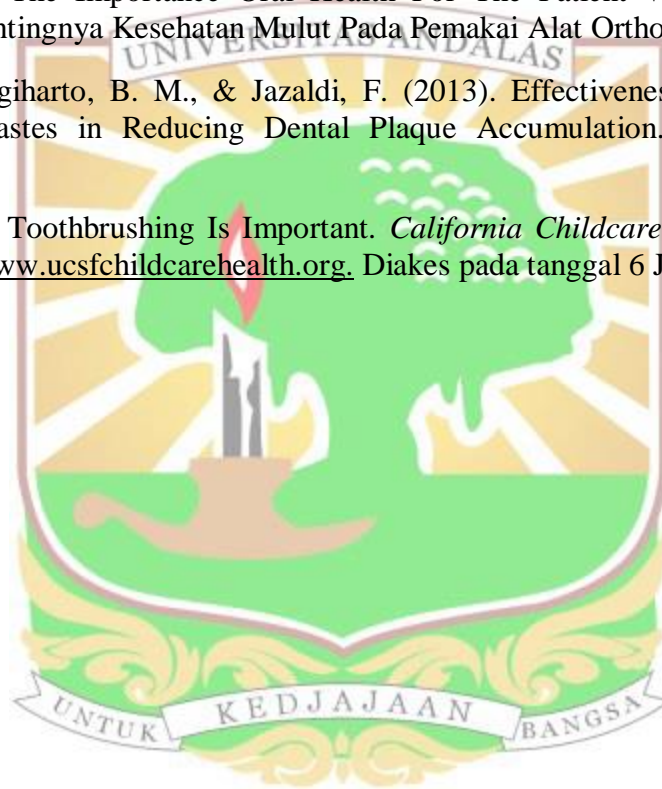 The Importance Oral Health For The Patient
ntingnya Kesehatan Mulut Pada Pemakai Alat Ortho
UNIVERSITAS ANDALAS
giharto, B. M., & Jazaldi, F. (2013). Effectivenes
astes in Reducing Dental Plaque Accumulation.
Toothbrushing Is Important. California Childcare
ww.ucsfchildcarehealth.org. Diakes pada tanggal 6 J
UNTUK KEDJAJAAN BANGSA